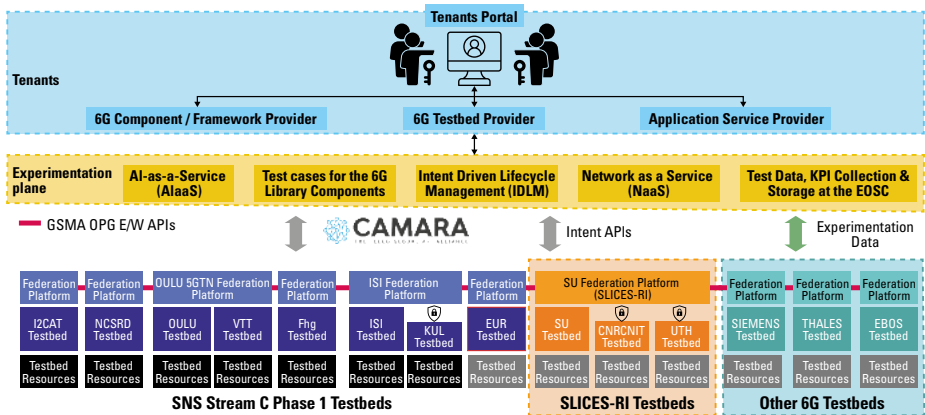 Tenants Portal
Tenants
6G Component / Framework Provider
6G Testbed Provider
Application Service Provider
Experimentation
plane
AI-as-a-Service
(AIaaS)
Test cases for the 6G
Library Components
Intent Driven Lifecycle
Management (IDLM)
Network as a Service
(NaaS)
Test Data, KPI Collection &
Storage at the EOSC
GSMA OPG E/W APIs
CAMARA
Intent APIs
Experimentation
Data
Federation
Platform
Federation
Platform
OULU 5GTN Federation
Platform
Federation
Platform
ISI Federation
Platform
Federation
Platform
SU Federation Platform
(SLICES-RI)
Federation
Platform
Federation
Platform
Federation
Platform
I2CAT
Testbed
NCSRD
Testbed
OULU
Testbed
VTT
Testbed
Fhg
Testbed
ISI
Testbed
KUL
Testbed
EUR
Testbed
SU
Testbed
CNRCNIT
Testbed
UTH
Testbed
SIEMENS
Testbed
THALES
Testbed
EBOS
Testbed
Testbed
Resources
Testbed
Resources
Testbed
Resources
Testbed
Resources
Testbed
Resources
Testbed
Resources
Testbed
Resources
Testbed
Resources
Testbed
Resources
Testbed
Resources
Testbed
Resources
Testbed
Resources
Testbed
Resources
Testbed
Resources
SNS Stream C Phase 1 Testbeds
SLICES-RI Testbeds
Other 6G Testbeds